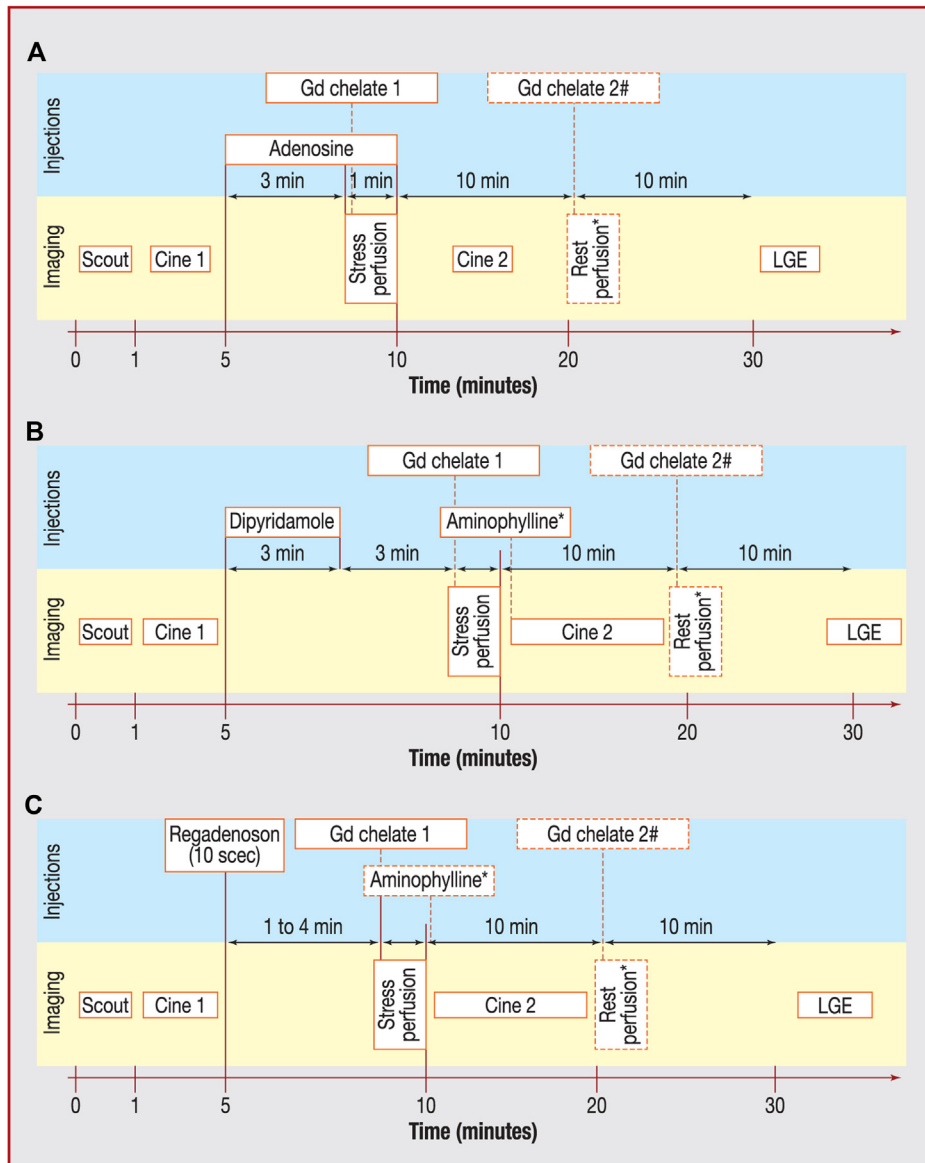 A
Injections
Gd chelate 1
Gd chelate 2#
Adenosine
3 min
1 min
10 min
10 min
Imaging
Scout
Cine 1
Stress
perfusion
Cine 2
Rest
perfusion*
LGE
0
1
5
10
20
30
Time (minutes)
B
Injections
Gd chelate 1
Gd chelate 2#
Dipyridamole
Aminophylline*
3 min
3 min
10 min
10 min
Imaging
Scout
Cine 1
Stress
perfusion
Cine 2
Rest
perfusion*
LGE
0
1
5
10
20
30
Time (minutes)
C
Injections
Regadenoson
(10 scec)
Gd chelate 1
Gd chelate 2#
Aminophylline*
1 to 4 min
10 min
10 min
Imaging
Scout
Cine 1
Stress
perfusion
Cine 2
Rest
perfusion*
LGE
0
1
5
10
20
30
Time (minutes)